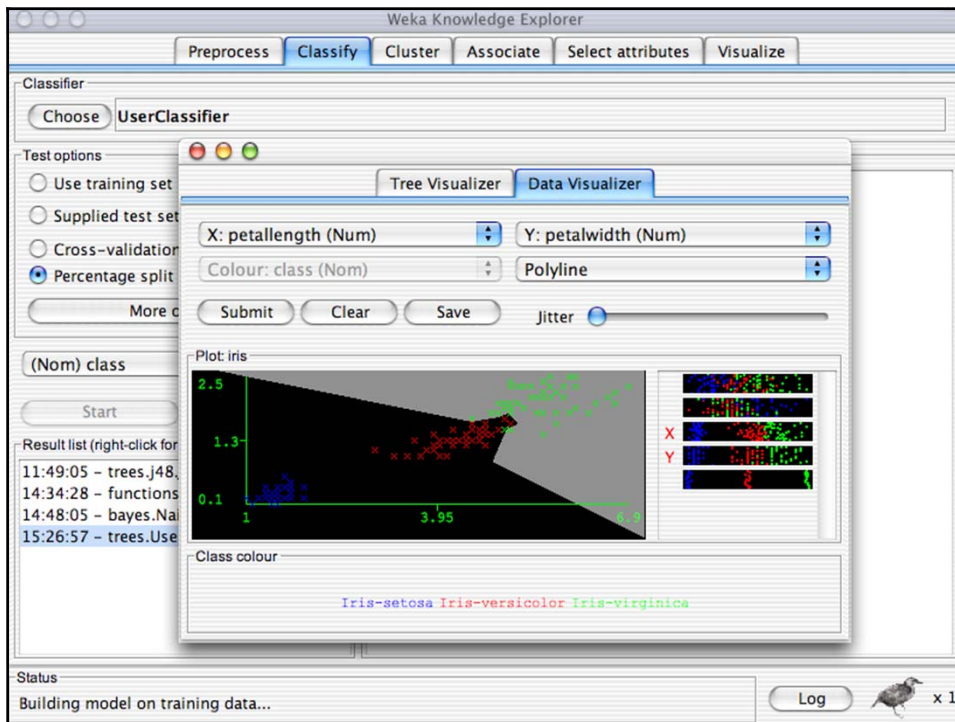 Weka Knowledge Explorer
Preprocess Classify Cluster Associate Select attributes Visualize
Classifier
Choose UserClassifier
Test options
Use training set
Supplied test set
Cross-validation
Percentage split
More o
(Nom) class
Start
Result list (right-click for
11:49:05 – trees.j48.
14:34:28 – functions
14:48:05 – bayes.Nai
15:26:57 – trees.Use
Tree Visualizer Data Visualizer
X: petallength (Num) Y: petalwidth (Num)
Colour: class (Nom) Polyline
Submit Clear Save Jitter
Plot: iris
2.5
1.3
0.1
1 3.95 6.9
X
Y
Class colour
Iris-setosa Iris-versicolor Iris-virginica
Status
Building model on training data...
Log x 1